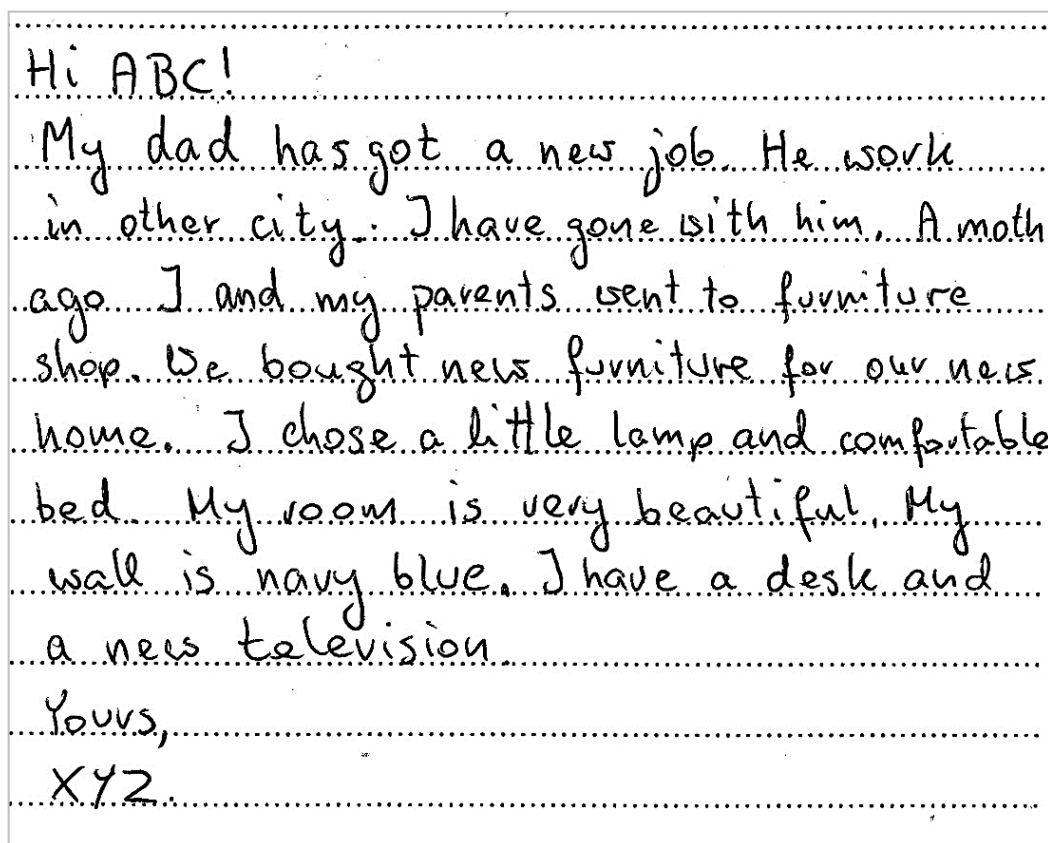 Hi ABC!
My dad has got a new job. He work
in other city. I have gone with him. A moth
ago I and my parents went to furniture
shop. We bought new furniture for our new
home. I chose a little lamp and comfortable
bed. My room is very beautiful. My
wall is navy blue. I have a desk and
a new television.
Yours,
XYZ.